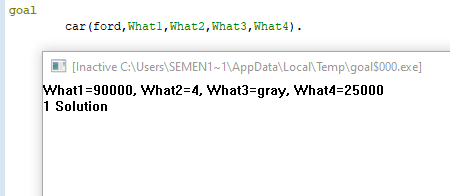 goal
car(ford,What1,What2,What3,What4).
[Inactive C:\Users\SEMEN1~1\AppData\Local\Temp\goal$000.exe]
What1=90000, What2=4, What3=gray, What4=25000
1 Solution